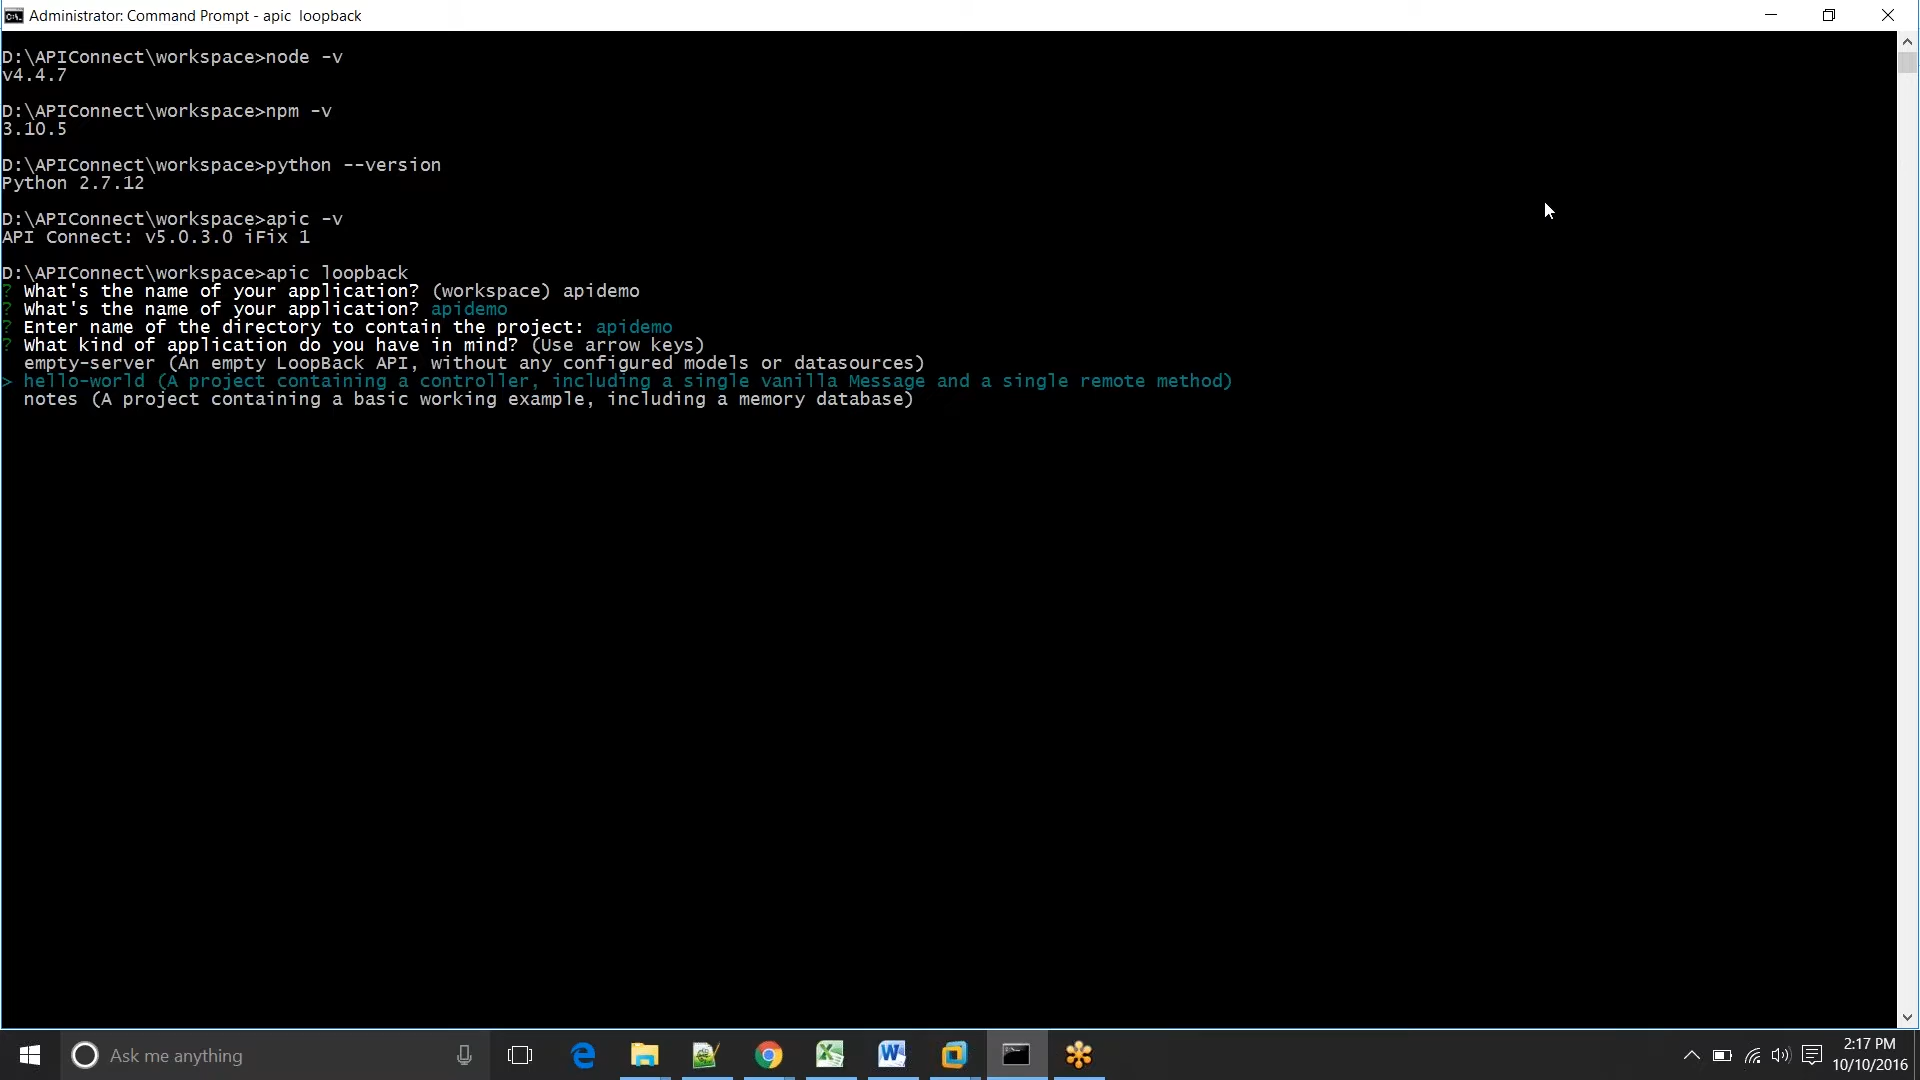 Administrator: Command Prompt - apic  loopback
D:\APIConnect\workspace>node -v
v4.4.7
D:\APIConnect\workspace>npm -v
3.10.5
D:\APIConnect\workspace>python --version
Python 2.7.12
D:\APIConnect\workspace>apic -v
API Connect: v5.0.3.0 iFix 1
D:\APIConnect\workspace>apic loopback
? What's the name of your application? (workspace) apidemo
? What's the name of your application? apidemo
? Enter name of the directory to contain the project: apidemo
? What kind of application do you have in mind? (Use arrow keys)
empty-server (An empty LoopBack API, without any configured models or datasources)
> hello-world (A project containing a controller, including a single vanilla Message and a single remote method)
notes (A project containing a basic working example, including a memory database)
Ask me anything
2:17 PM
10/10/2016